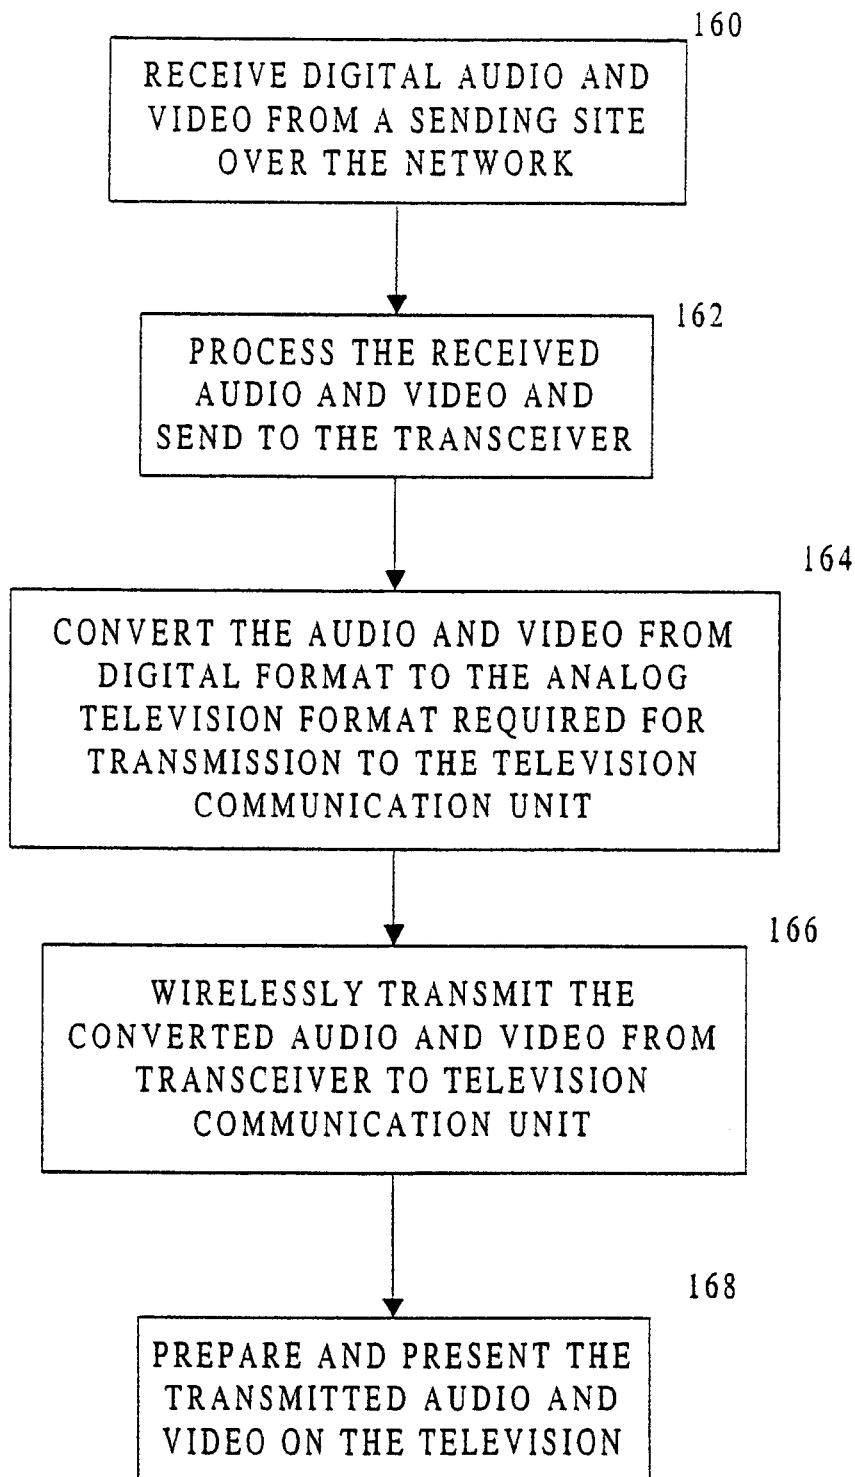 160
RECEIVE DIGITAL AUDIO AND
VIDEO FROM A SENDING SITE
OVER THE NETWORK
162
PROCESS THE RECEIVED
AUDIO AND VIDEO AND
SEND TO THE TRANSCEIVER
164
CONVERT THE AUDIO AND VIDEO FROM
DIGITAL FORMAT TO THE ANALOG
TELEVISION FORMAT REQUIRED FOR
TRANSMISSION TO THE TELEVISION
COMMUNICATION UNIT
166
WIRELESSLY TRANSMIT THE
CONVERTED AUDIO AND VIDEO FROM
TRANSCEIVER TO TELEVISION
COMMUNICATION UNIT
168
PREPARE AND PRESENT THE
TRANSMITTED AUDIO AND
VIDEO ON THE TELEVISION